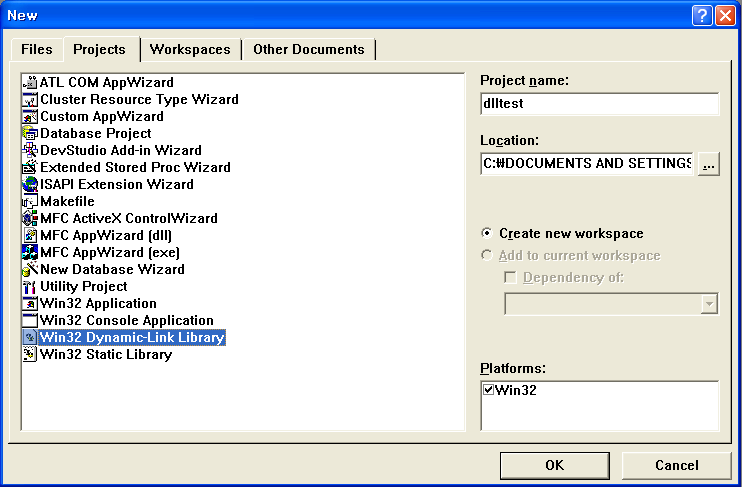 New
Files Projects Workspaces Other Documents
ATL COM AppWizard
Cluster Resource Type Wizard
Custom AppWizard
Database Project
DevStudio Add-in Wizard
Extended Stored Proc Wizard
ISAPI Extension Wizard
Makefile
MFC ActiveX ControlWizard
MFC AppWizard (dll)
MFC AppWizard (exe)
New Database Wizard
Utility Project
Win32 Application
Win32 Console Application
Win32 Dynamic-Link Library
Win32 Static Library
Project name:
dlltest
Location:
C:₩DOCUMENTS AND SETTINGS
...
Create new workspace
Add to current workspace
Dependency of:
Platforms:
Win32
OK Cancel